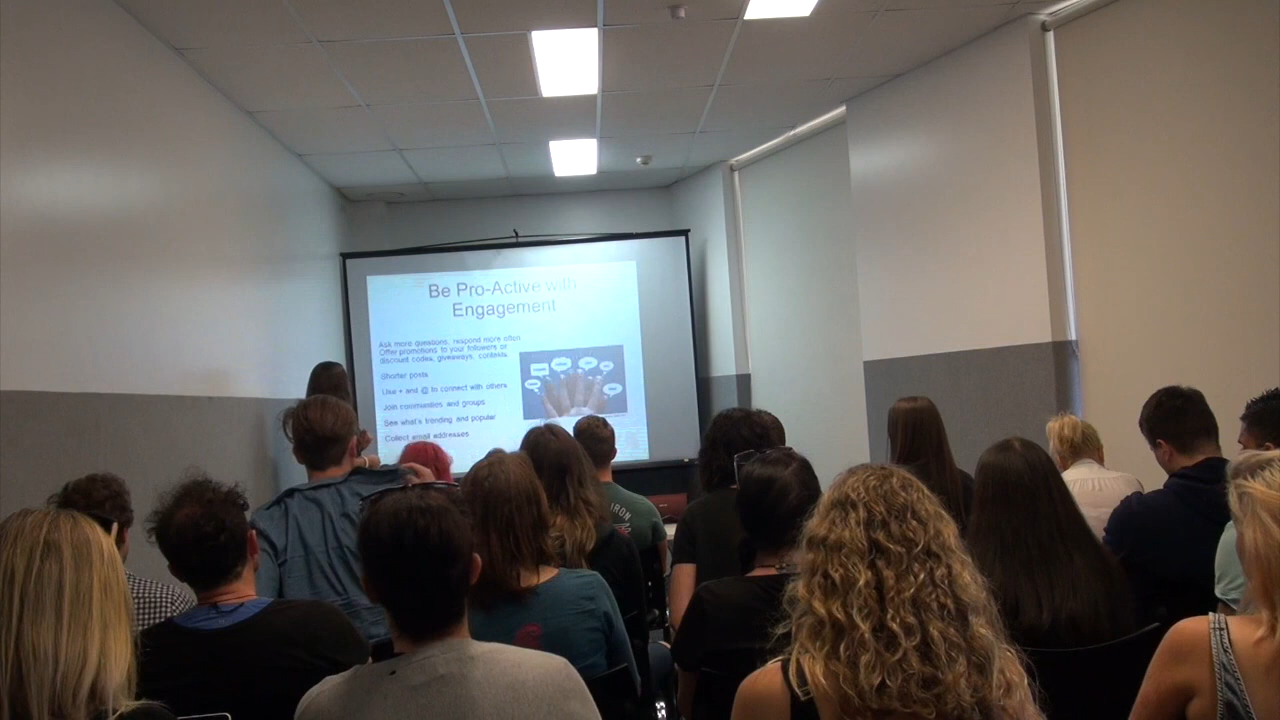 Be Pro-Active with
Engagement
Ask more questions, respond more often
Offer promotions to your followers or
discount codes, giveaways, contests
Shorter posts
Use + and @ to connect with others
Join communities and groups
See what's trending and popular
Collect email addresses
IRON